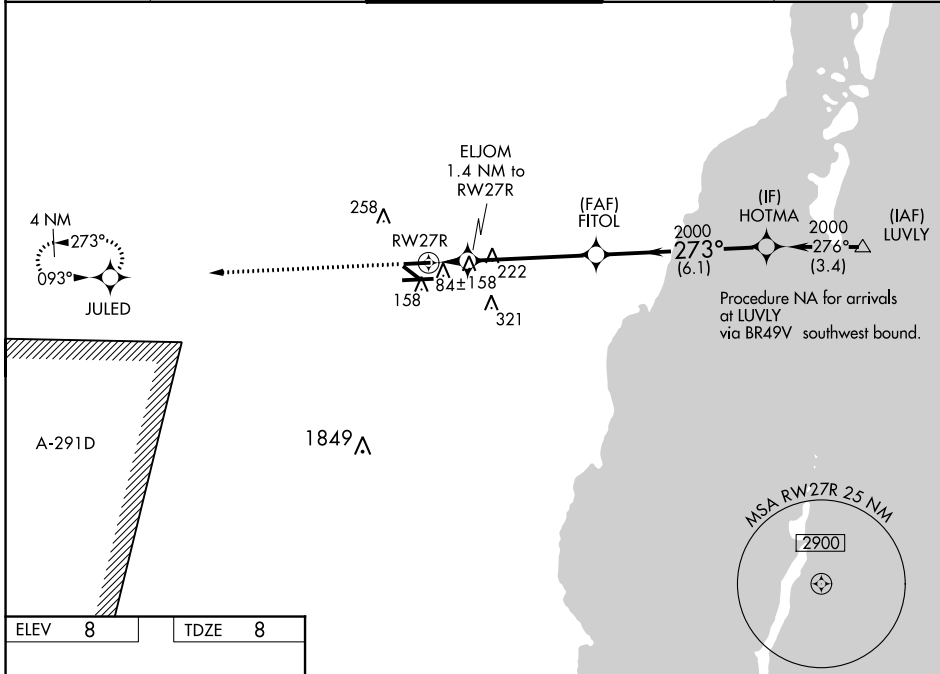 ELJOM
1.4 NM to
RW27R
(FAF)
FITOL
(IF)
HOTMA
(IAF)
LUVLY
2000
273°
(6.1)
2000
276°
(3.4)
Procedure NA for arrivals
at LUVLY
via BR49V southwest bound.
4 NM
273°
093°
JULED
258
RW27R
222
158
84±
158
321
A-291D
1849
MSA RW27R 25 NM
2900
ELEV 8
TDZE 8